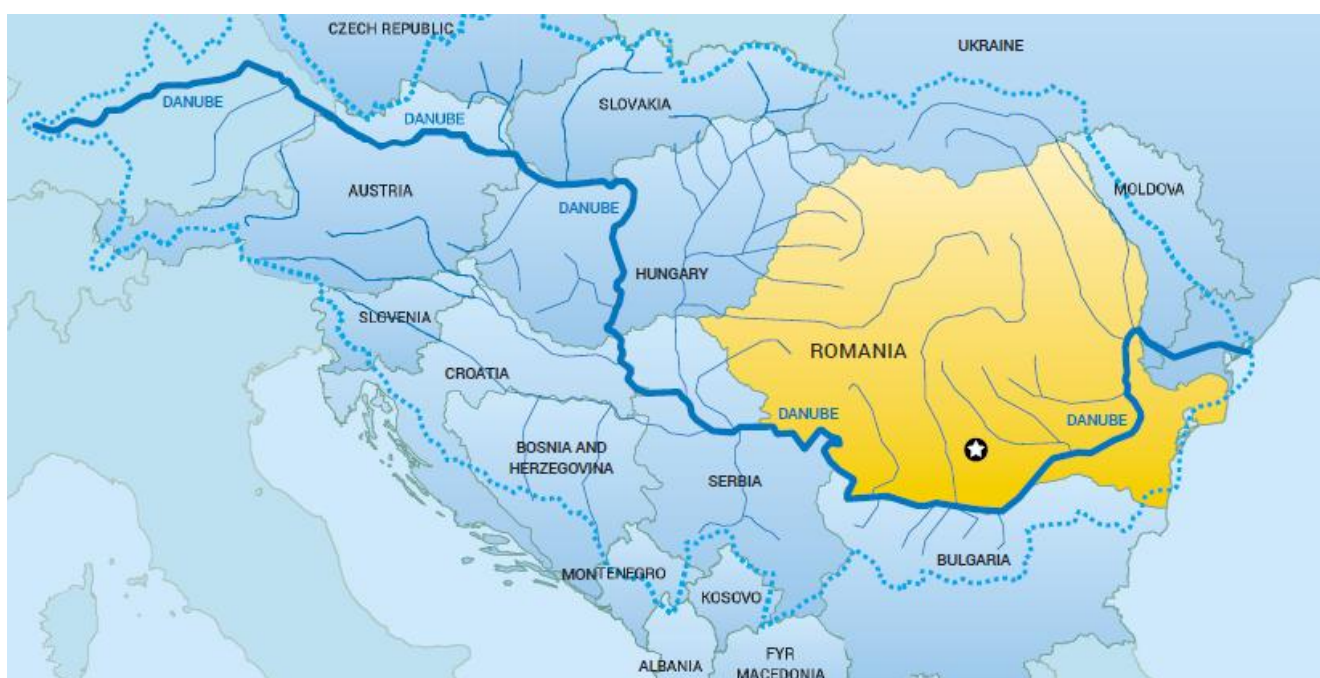 CZECH REPUBLIC
UKRAINE
DANUBE
SLOVAKIA
DANUBE
AUSTRIA
MOLDOVA
DANUBE
HUNGARY
SLOVENIA
ROMANIA
CROATIA
DANUBE
DANUBE
BOSNIA AND
HERZEGOVINA
SERBIA
BULGARIA
MONTENEGRO
KOSOVO
ALBANIA
FYR
MACEDONIA